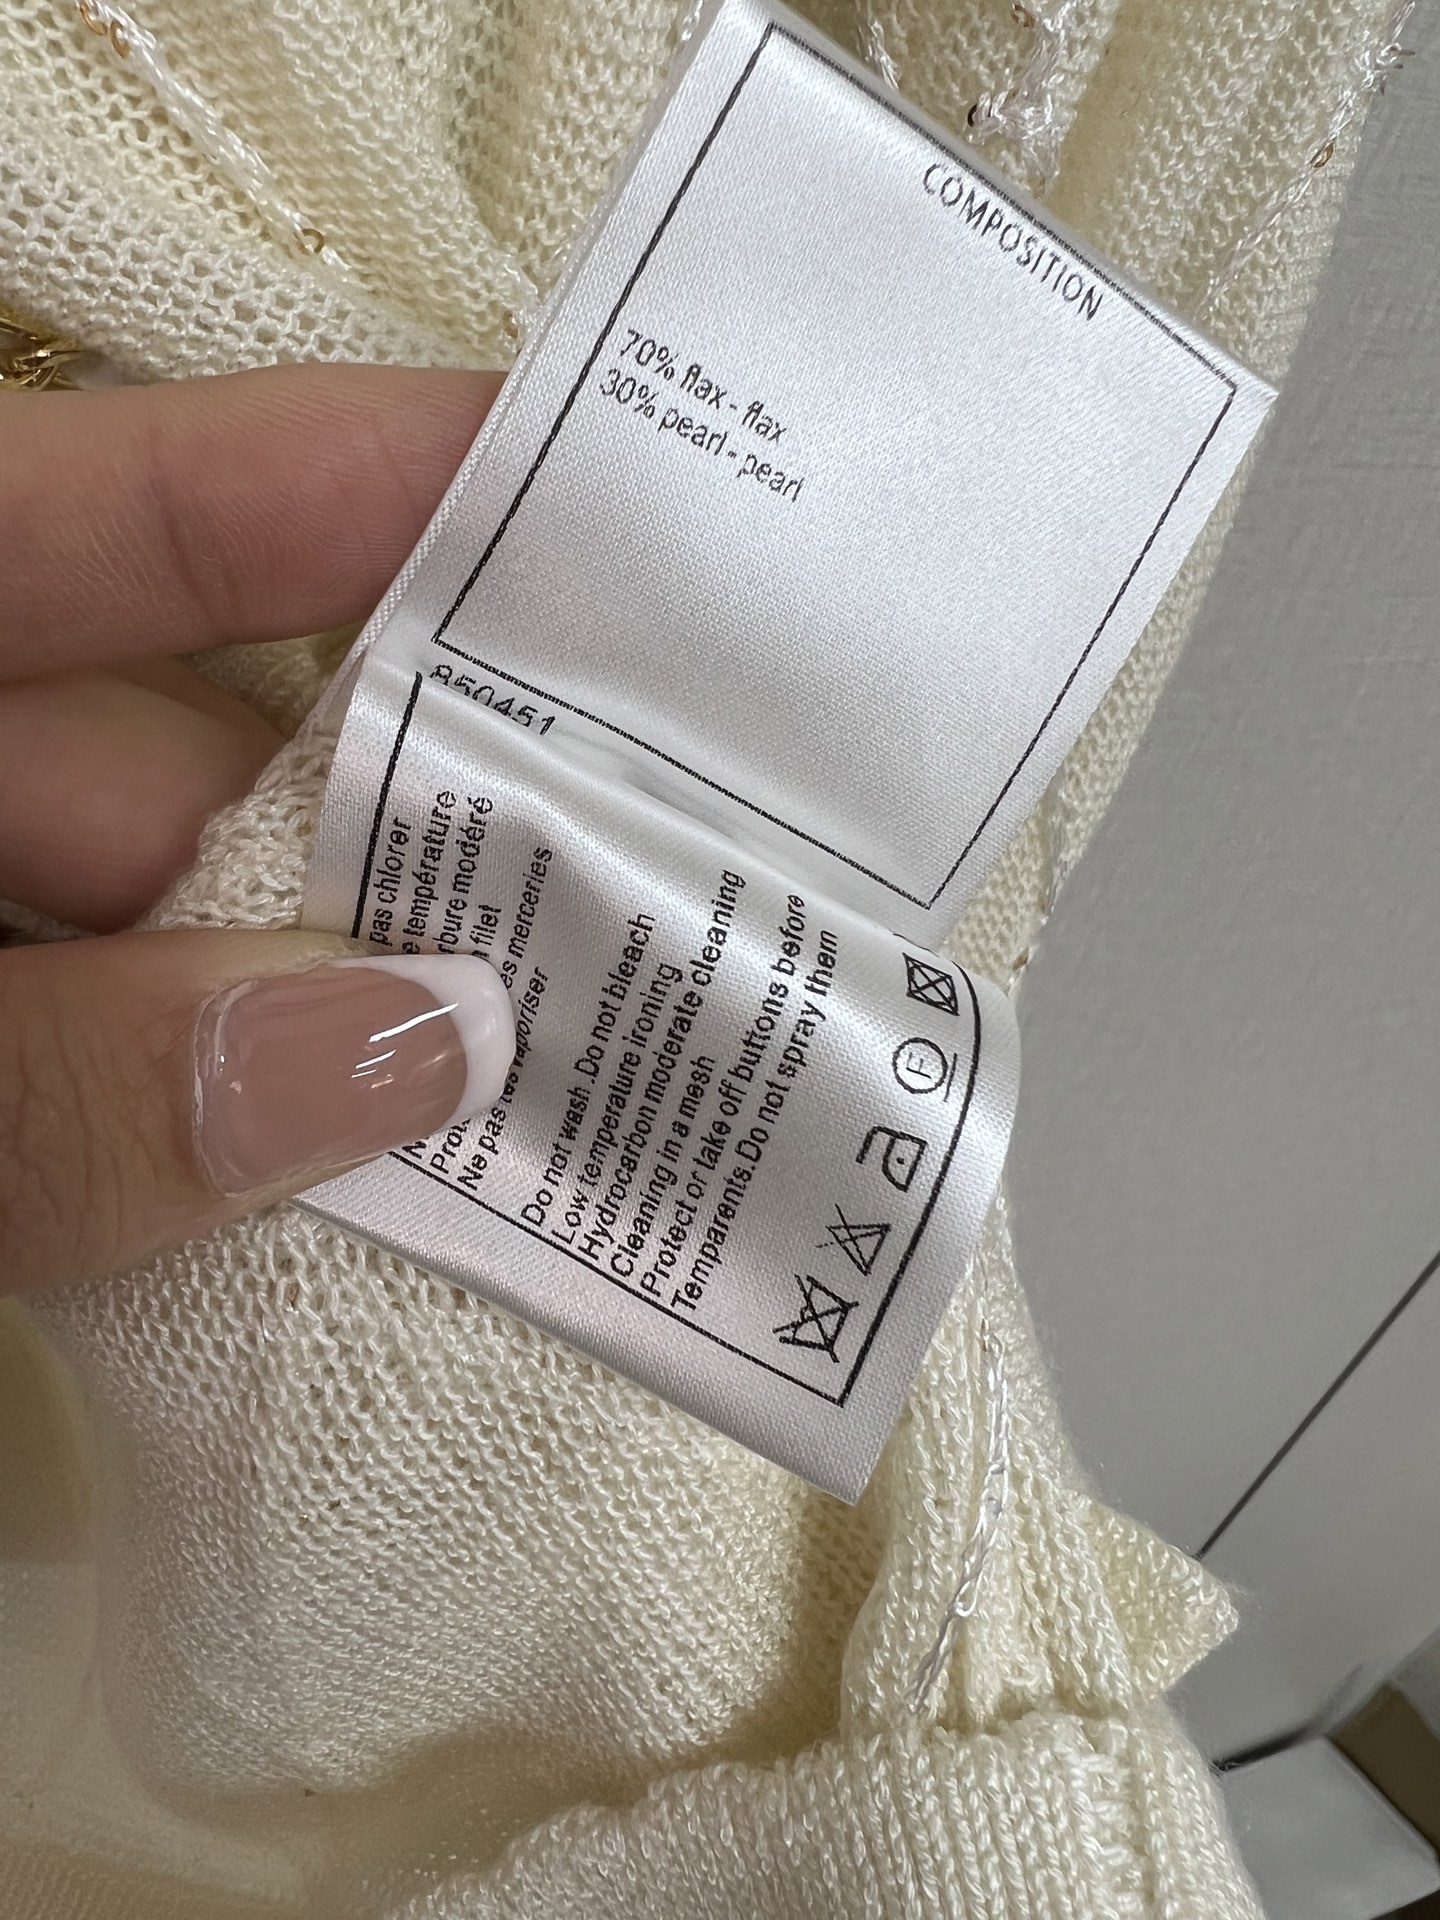 COMPOSITION
70% flax - flax
30% pearl - pearl
850451
pas chlorer
température
modéré
filet
merceries
Ne pas les vaporiser
Do not wash .Do not bleach
Low temperature ironing
Hydrocarbon moderate cleaning
Cleaning in a mesh
Protect or take off buttons before
Temparents.Do not spray them
F